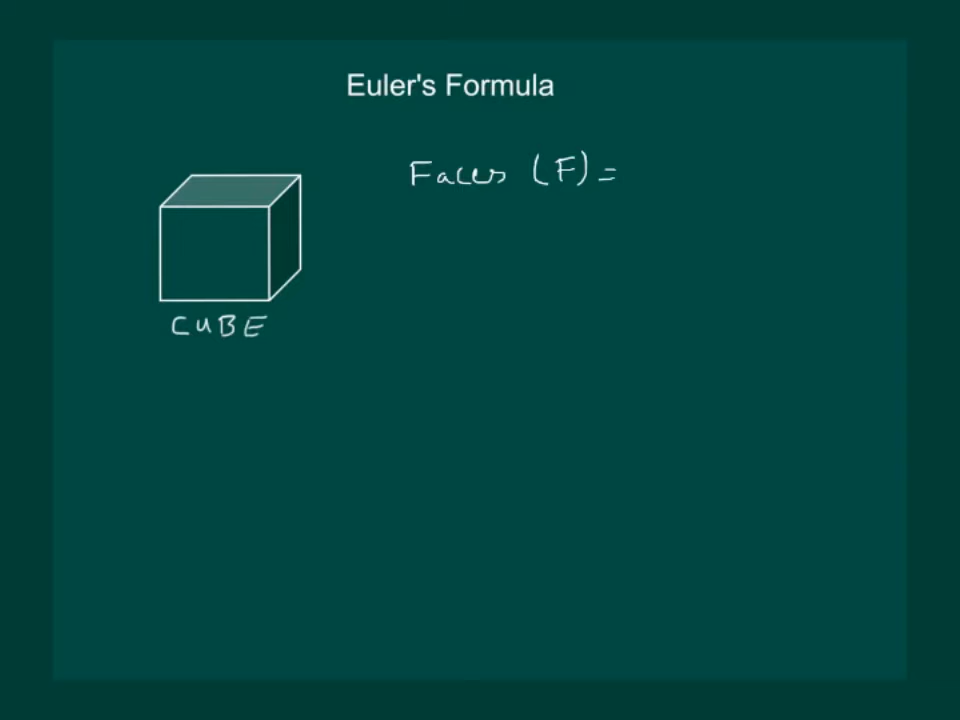 Euler's Formula
Faces (F) =
CUBE